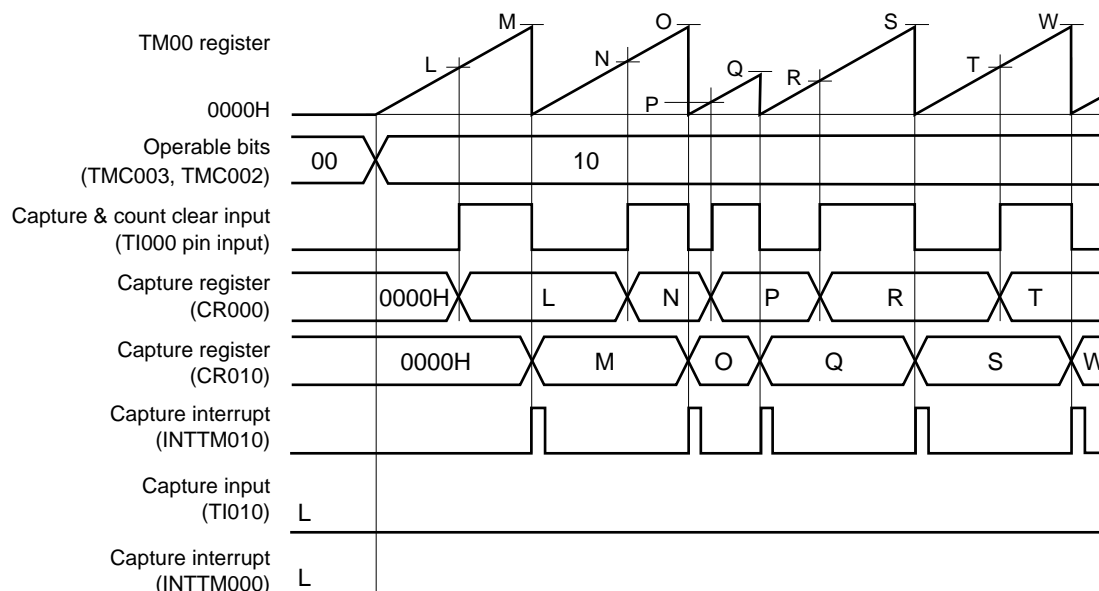 M O S W
TM00 register
L N Q R T
P
0000H
Operable bits
(TMC003, TMC002)
00 10
Capture & count clear input
(TI000 pin input)
Capture register
(CR000)
0000H L N P R T
Capture register
(CR010)
0000H M O Q S W
Capture interrupt
(INTTM010)
Capture input
(TI010)
L
Capture interrupt
(INTTM000)
L